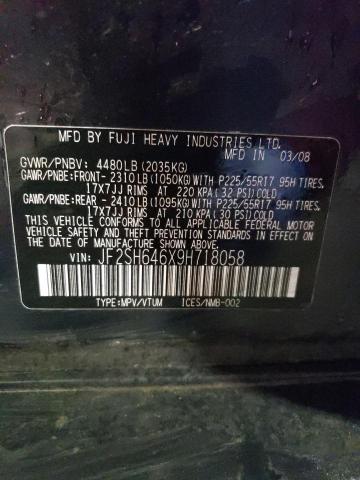 MFD BY FUJI HEAVY INDUSTRIES LTD.
MFD IN 03/08
GVWR/PNBV: 4480LB(2035KG)
GAWR/PNBE:FRONT- 2310LB(1050KG)WITH P225/55R17 95H TIRES,
17X7JJ RIMS AT 220 KPA(32 PSI)COLD
GAWR/PNBE:REAR - 2410LB(1095KG)WITH P225/55R17 95H TIRES,
17X7JJ RIMS AT 210 KPA(30 PSI)COLD
THIS VEHICLE CONFORMS TO ALL APPLICABLE FEDERAL MOTOR
VEHICLE SAFETY AND THEFT PREVENTION STANDARDS IN
EFFECT ON THE DATE OF MANUFACTURE SHOWN ABOVE.
VIN: JF2SH646X9H718058
TYPE:MPV/VTUM ICES/NMB-002